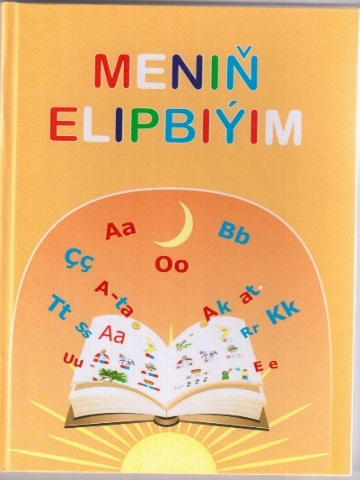 MENIŇ
ELIPBIÝIM
Aa
Bb
Çç
Oo
A-ta
Ak at.
Tt
ss
Aa
Rr
Kk
Uu
Ee